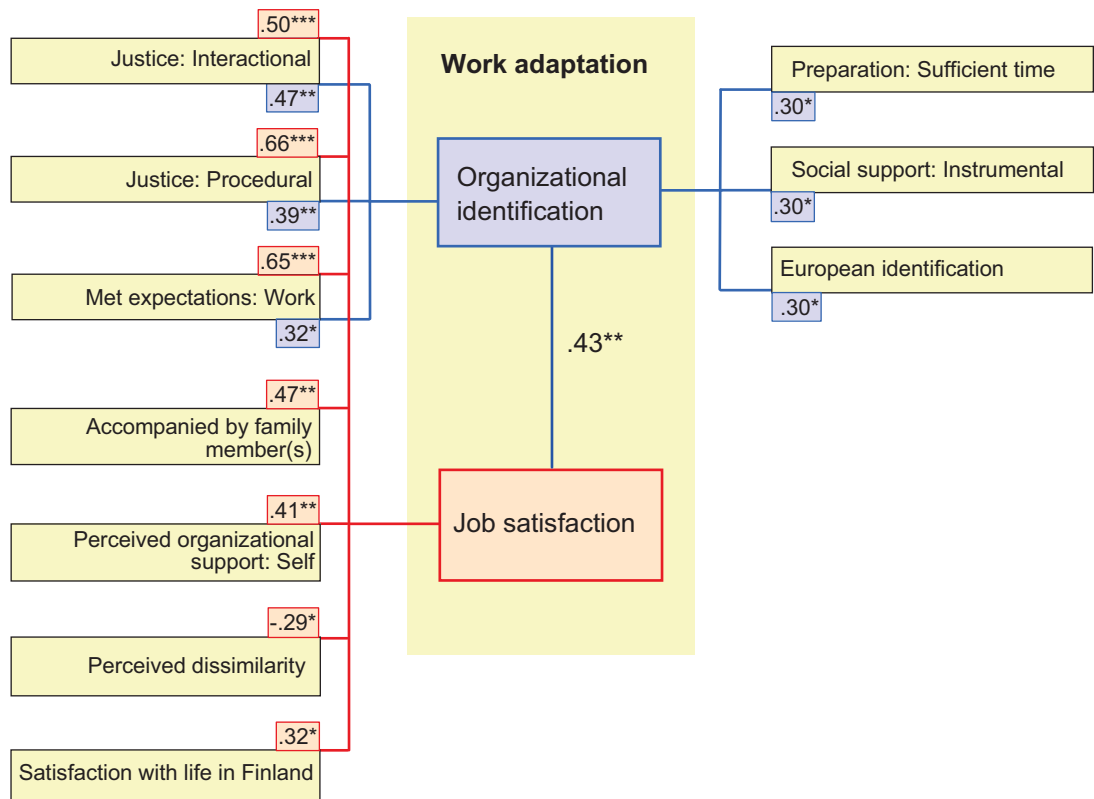 .50***
Justice: Interactional
.47**
.66***
Justice: Procedural
.39**
.65***
Met expectations: Work
.32*
.47**
Accompanied by family
member(s)
.41**
Perceived organizational
support: Self
-.29*
Perceived dissimilarity
.32*
Satisfaction with life in Finland
Work adaptation
Organizational
identification
.43**
Job satisfaction
Preparation: Sufficient time
.30*
Social support: Instrumental
.30*
European identification
.30*